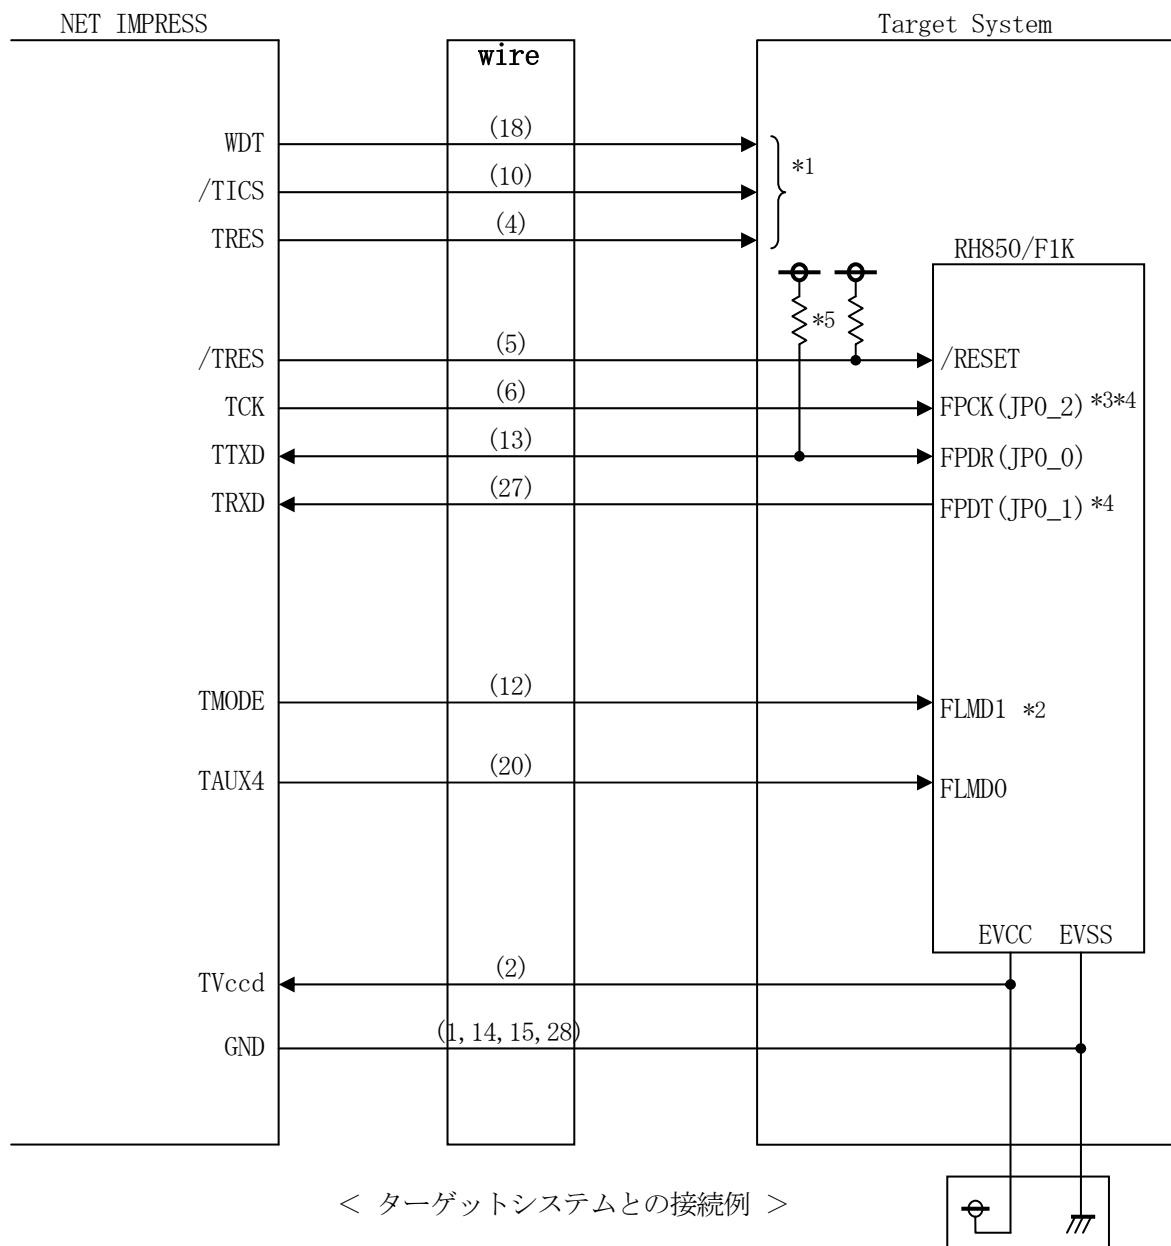 NET IMPRESS
Target System
wire
WDT (18) *1
/TICS (10)
TRES (4)
RH850/F1K
*5
/TRES (5) /RESET
TCK (6) FPCK(JP0_2) *3*4
TTXD (13) FPDR(JP0_0)
TRXD (27) FPDT(JP0_1) *4
TMODE (12) FLMD1 *2
TAUX4 (20) FLMD0
EVCC EVSS
TVccd (2)
GND (1,14,15,28)
< ターゲットシステムとの接続例 >